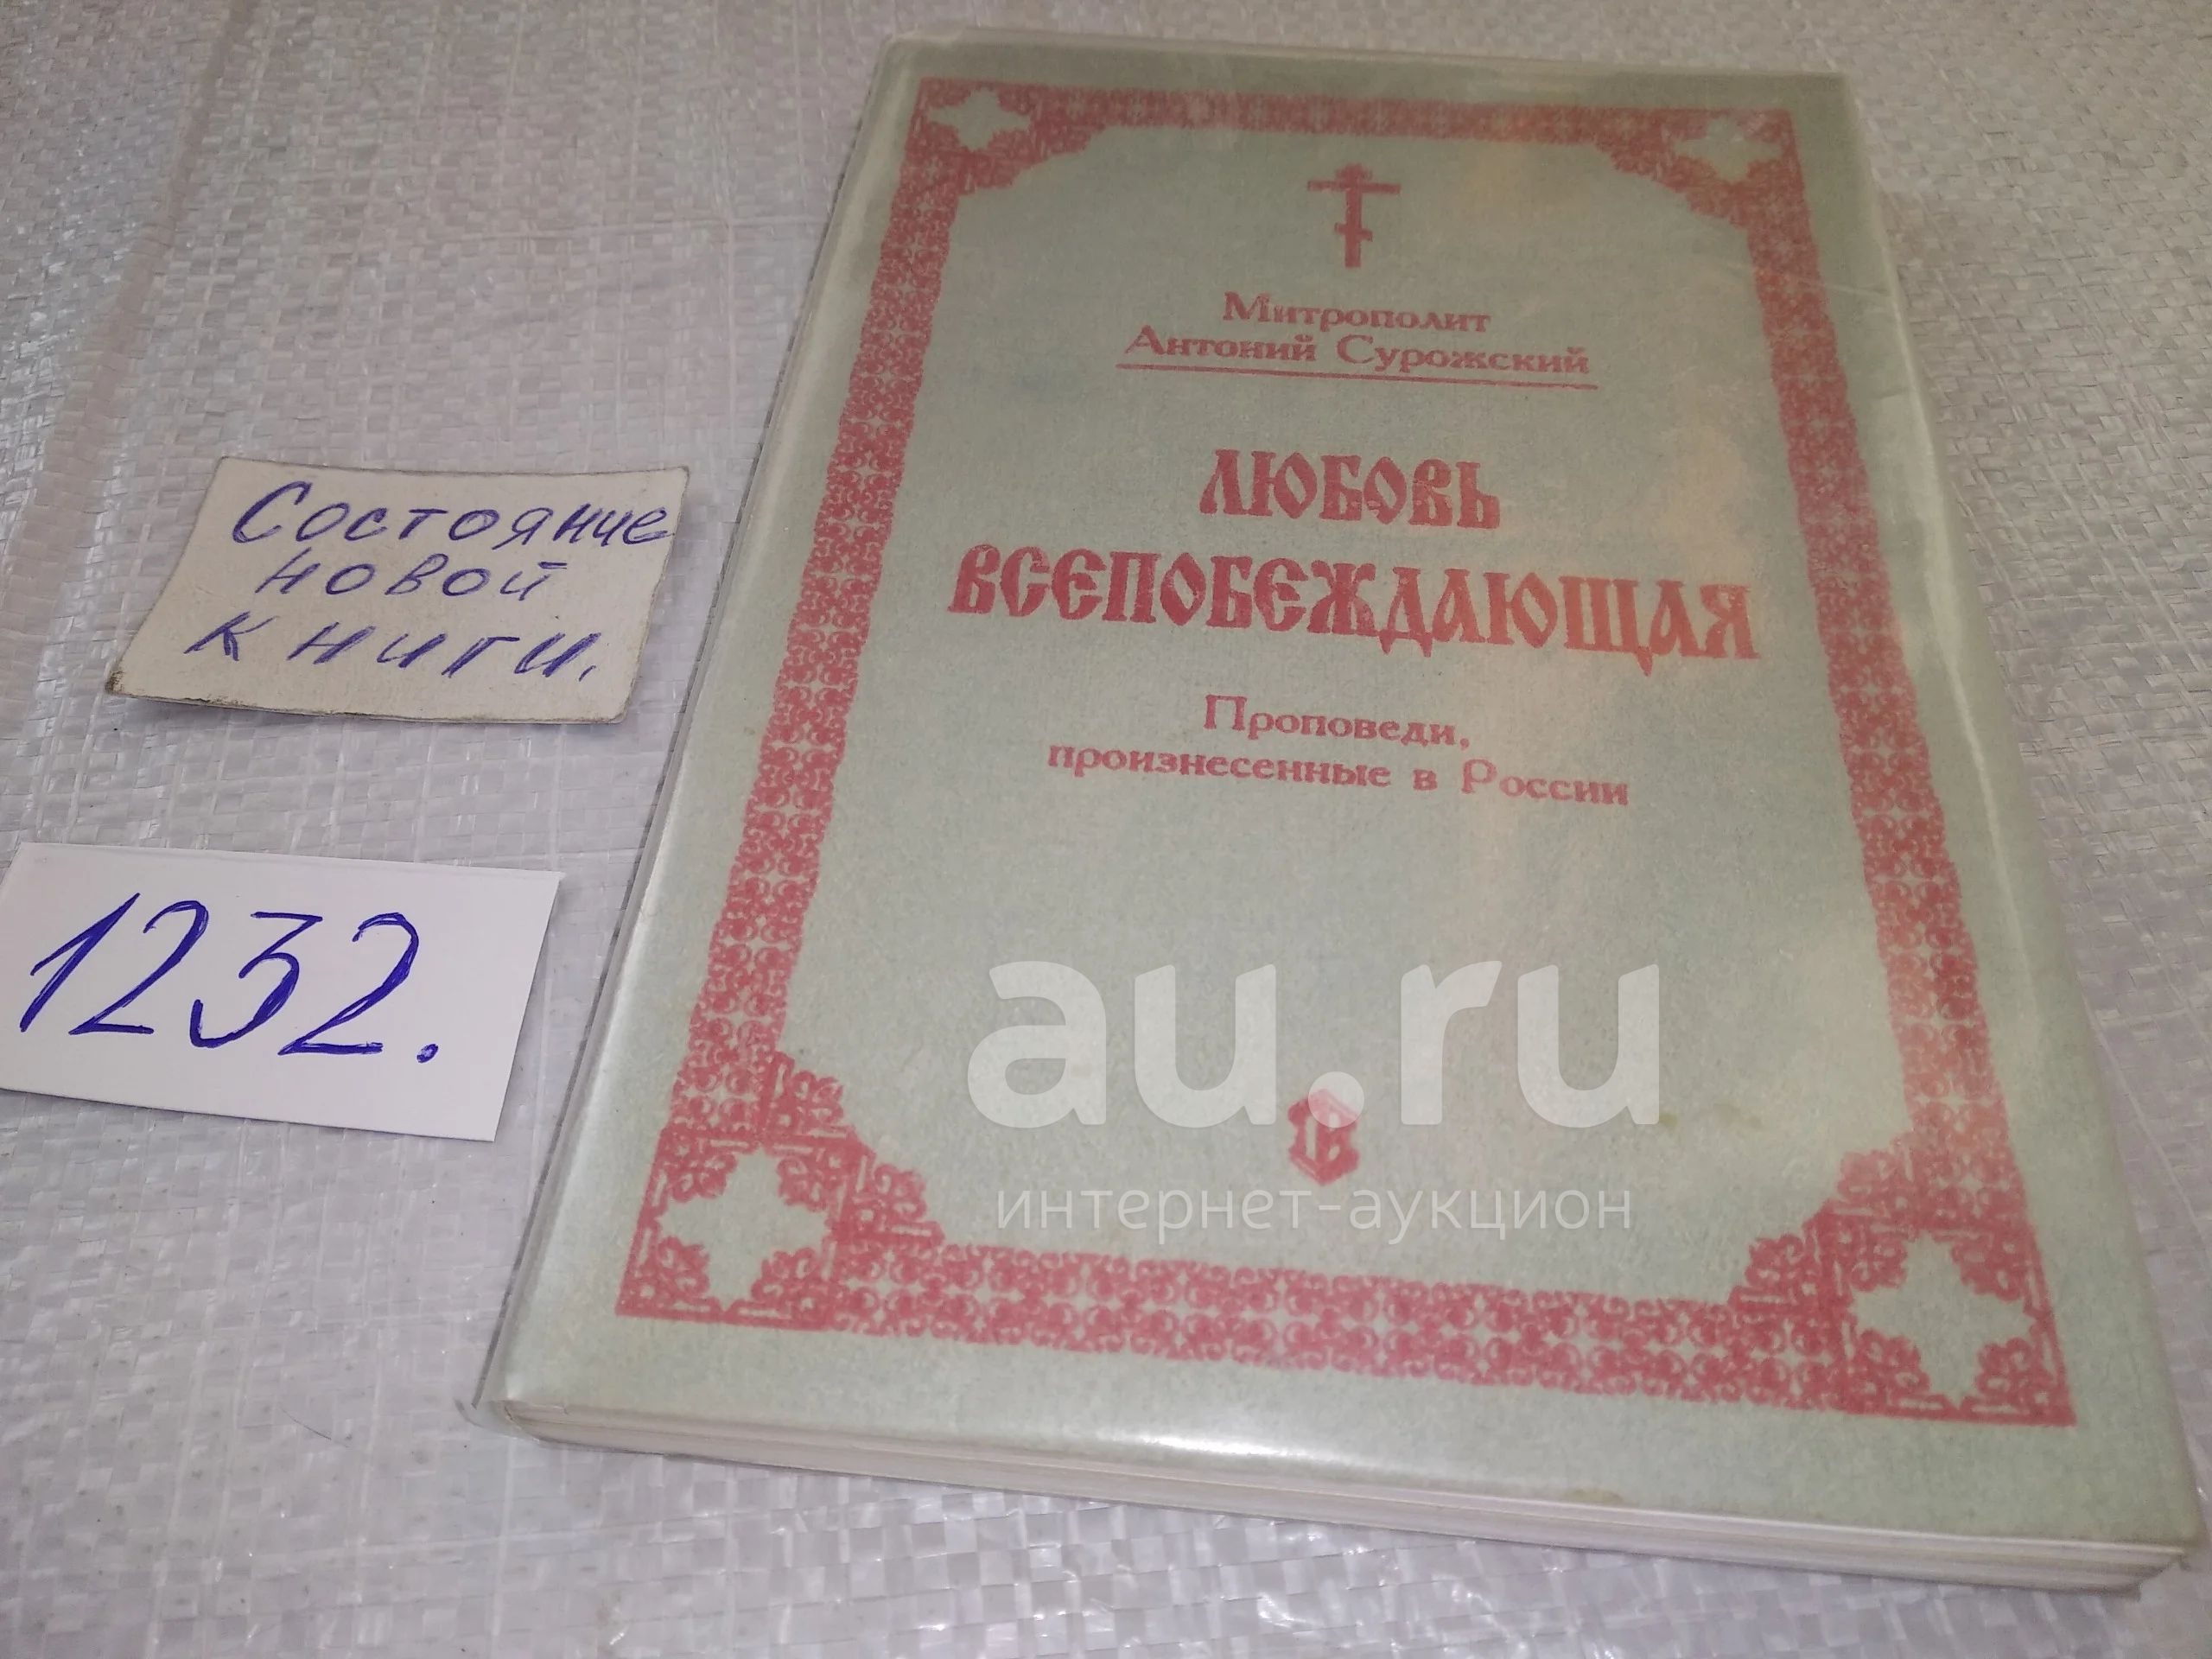 Состояние
новой
книги.
1232.
Митрополит
Антоний Сурожский
ЛЮБОВЬ
ВСЕПОБЕЖДАЮЩАЯ
Проповеди,
произнесенные в России
au.ru
интернет-аукцион